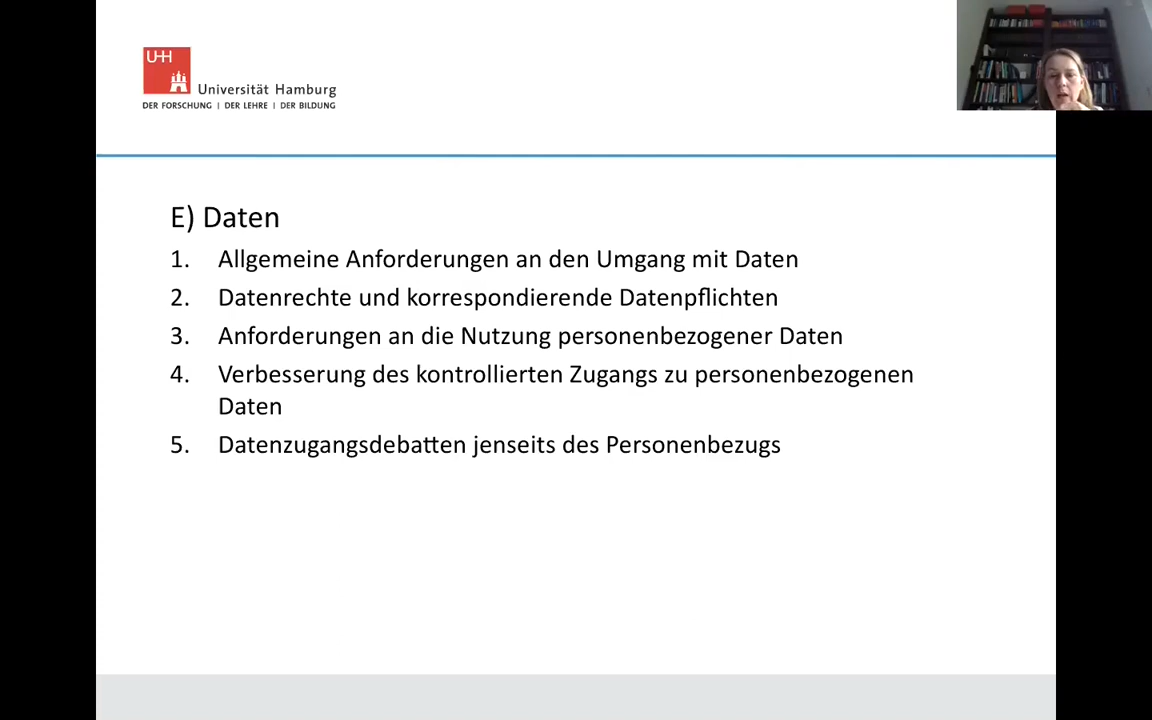 UHH
Universität Hamburg
DER FORSCHUNG | DER LEHRE | DER BILDUNG
E) Daten
1. Allgemeine Anforderungen an den Umgang mit Daten
2. Datenrechte und korrespondierende Datenpflichten
3. Anforderungen an die Nutzung personenbezogener Daten
4. Verbesserung des kontrollierten Zugangs zu personenbezogenen
Daten
5. Datenzugangsdebatten jenseits des Personenbezugs